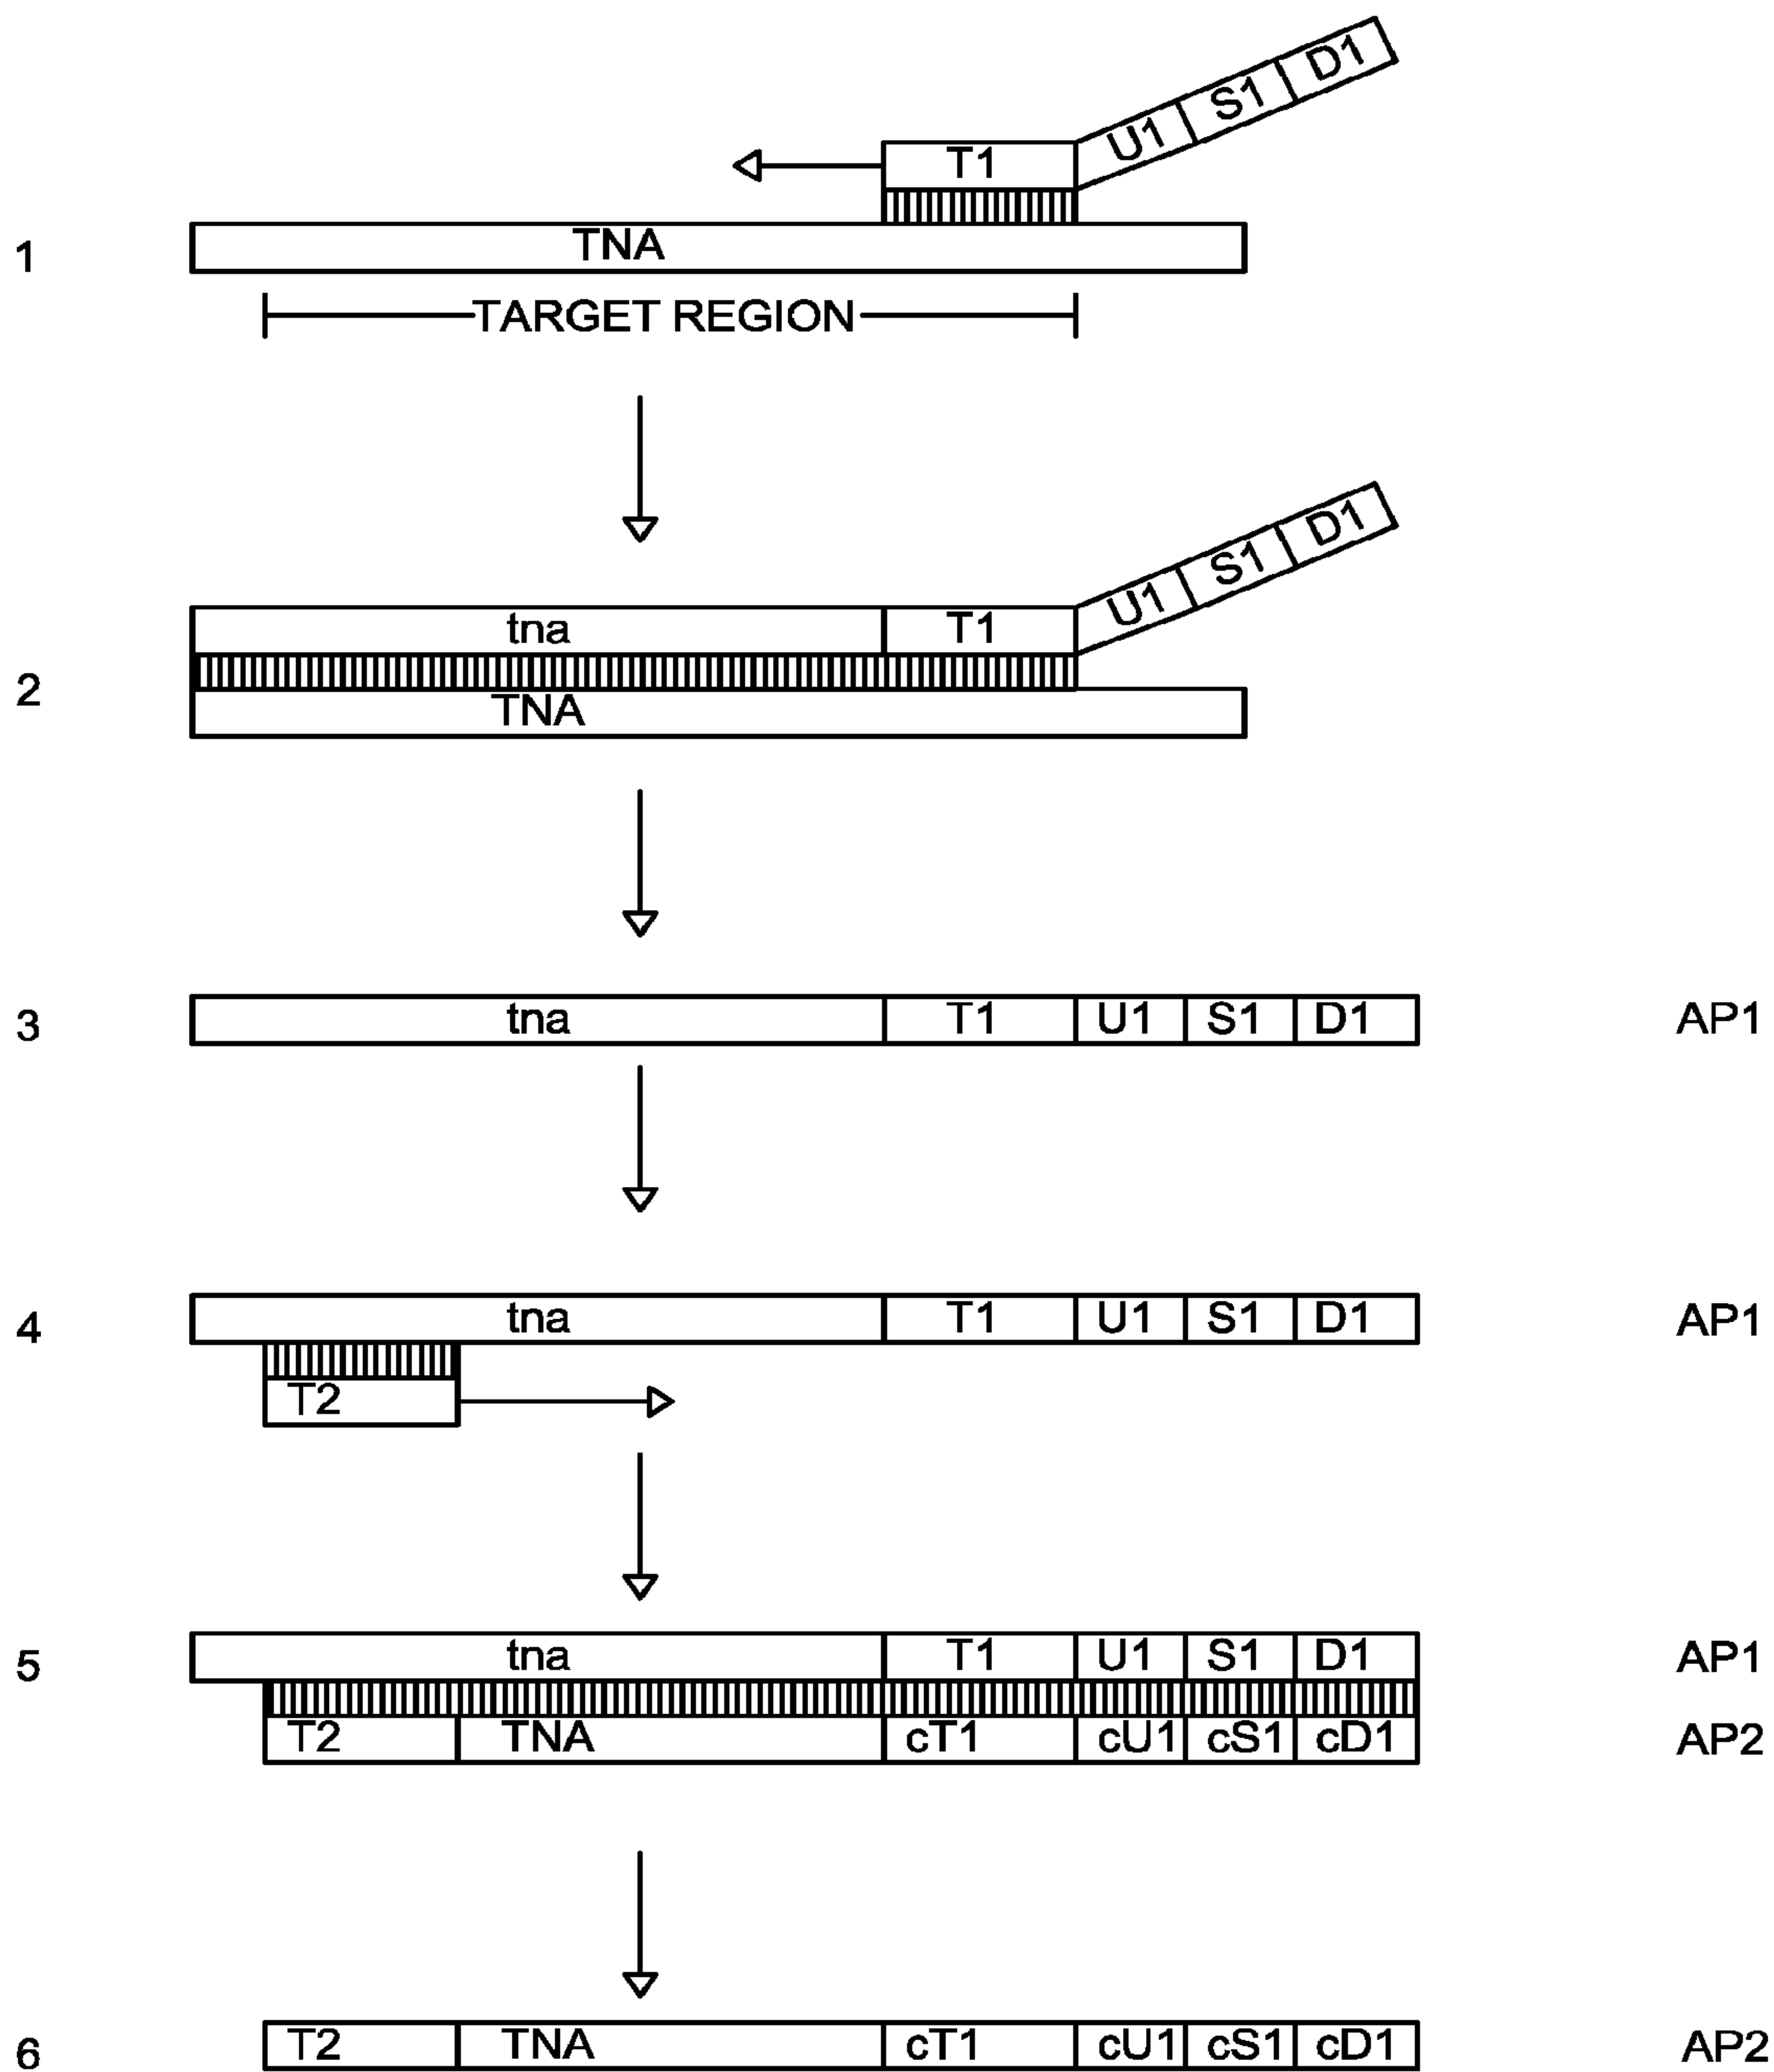 U1 S1 D1
T1
1 TNA
TARGET REGION
U1 S1 D1
tna T1
2 TNA
3 tna T1 U1 S1 D1 AP1
4 tna T1 U1 S1 D1 AP1
T2
5 tna T1 U1 S1 D1 AP1
T2 TNA cT1 cU1 cS1 cD1 AP2
6 T2 TNA cT1 cU1 cS1 cD1 AP2